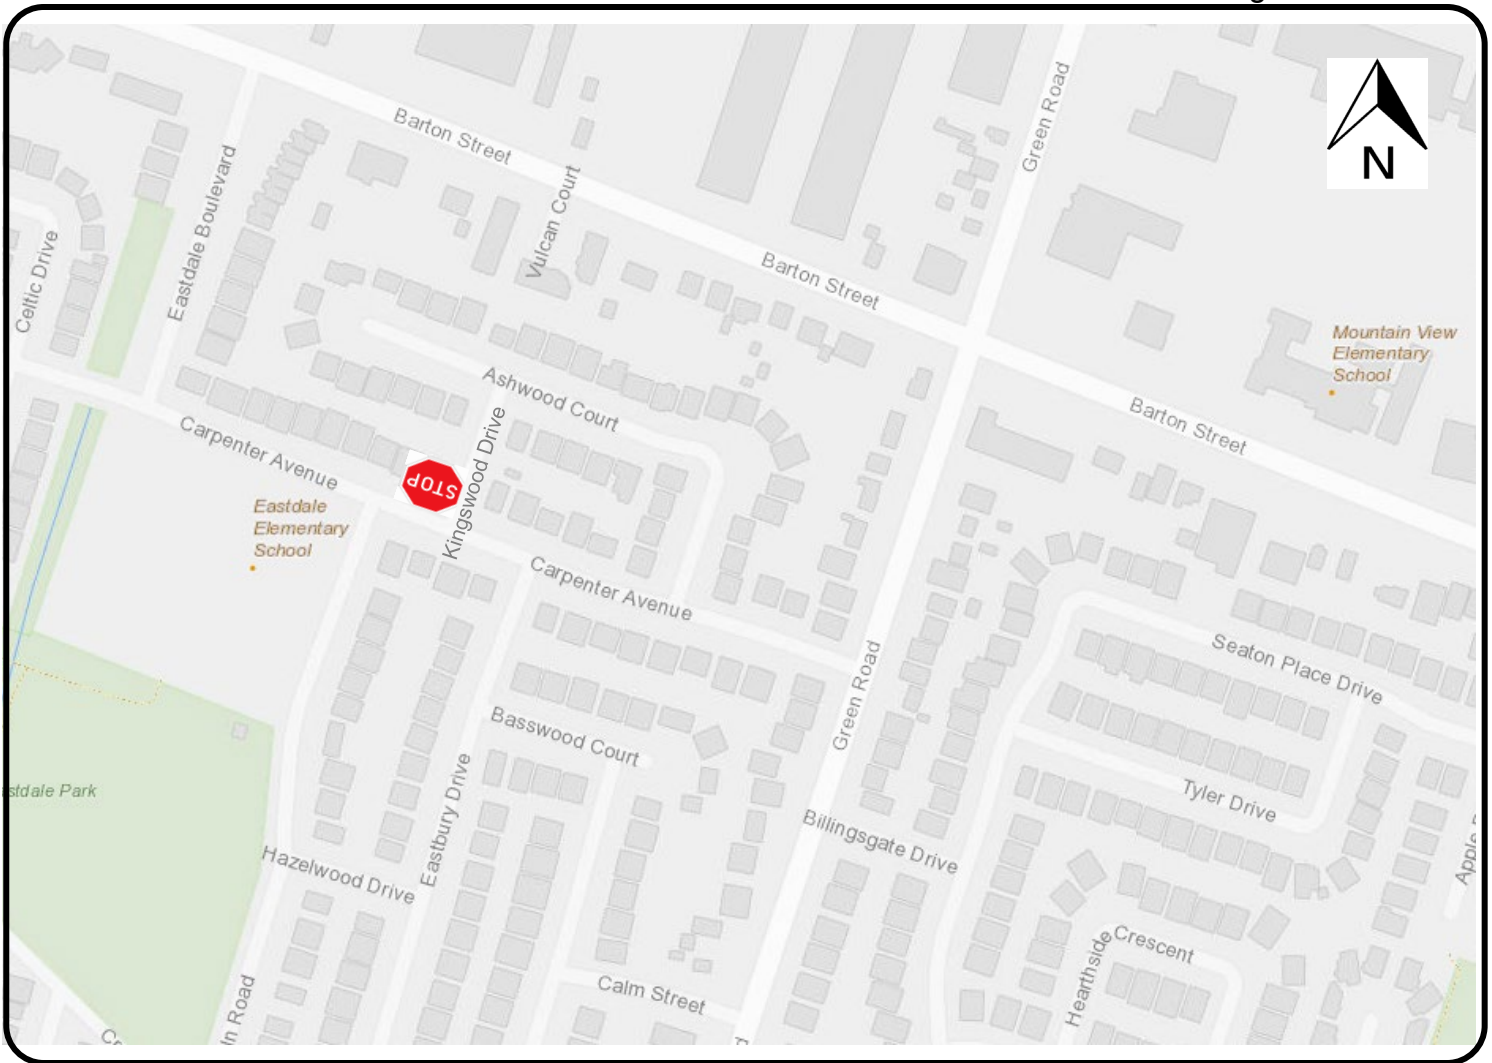 Barton Street
Green Road
N
Eastdale Boulevard
Vulcan Court
Celtic Drive
Barton Street
Mountain View
Elementary
School
Ashwood Court
Barton Street
Kingswood Drive
Carpenter Avenue
STOP
Eastdale
Elementary
School
Carpenter Avenue
Green Road
Seaton Place Drive
Basswood Court
stdale Park
Eastbury Drive
Tyler Drive
Billingsgate Drive
Apple
Hazelwood Drive
Crescent
Hearthside
Calm Street
n Road